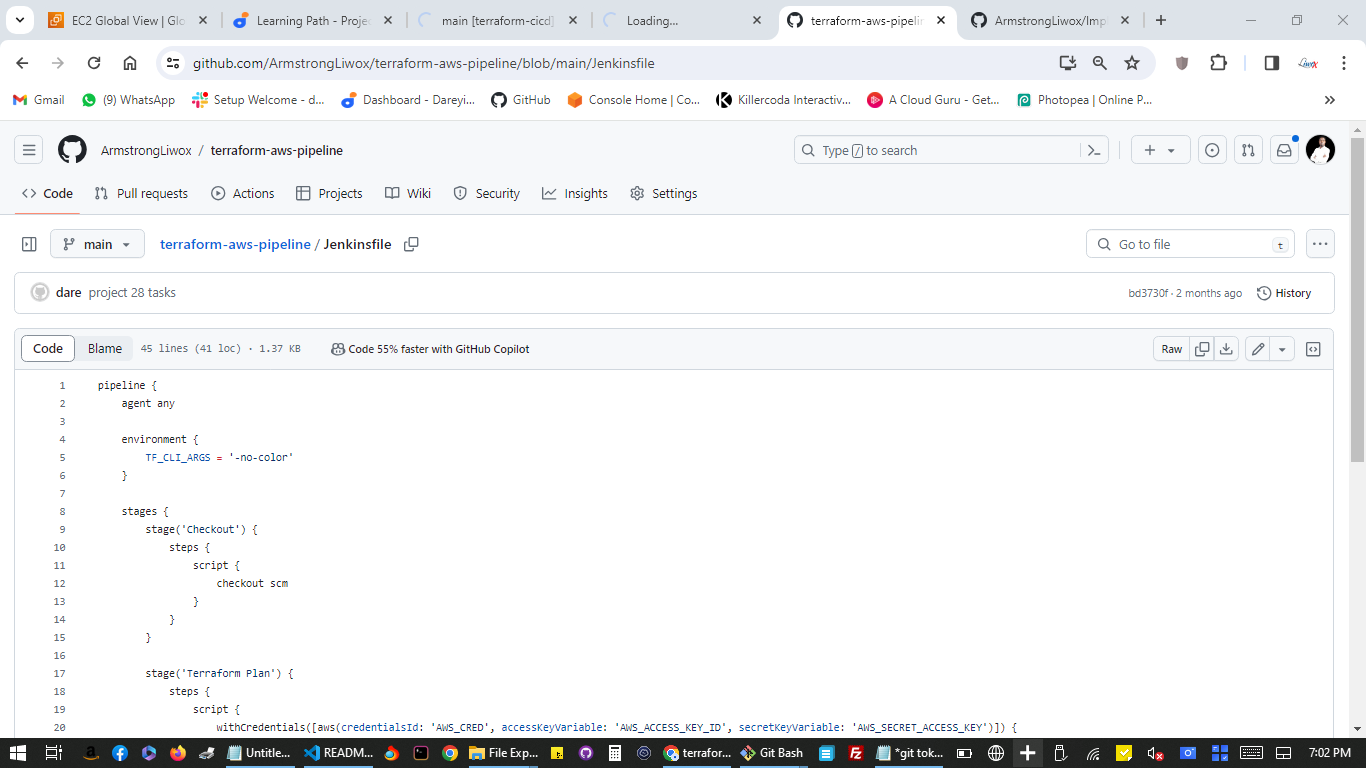 EC2 Global View | Glo
Learning Path - Proje
main [terraform-cicd]
Loading...
terraform-aws-pipelin
ArmstrongLiwox/Impl
github.com/ArmstrongLiwox/terraform-aws-pipeline/blob/main/Jenkinsfile
Gmail
(9) WhatsApp
Setup Welcome - d...
Dashboard - Dareyi...
GitHub
Console Home | Co...
Killercoda Interactiv...
A Cloud Guru - Get...
Photopea | Online P...
ArmstrongLiwox / terraform-aws-pipeline
Type / to search
Code
Pull requests
Actions
Projects
Wiki
Security
Insights
Settings
main
terraform-aws-pipeline / Jenkinsfile
Go to file
t
dare project 28 tasks
bd3730f · 2 months ago
History
Code
Blame
45 lines (41 loc) · 1.37 KB
Code 55% faster with GitHub Copilot
Raw
1 pipeline {
2 agent any
3
4 environment {
5 TF_CLI_ARGS = '-no-color'
6 }
7
8 stages {
9 stage('Checkout') {
10 steps {
11 script {
12 checkout scm
13 }
14 }
15 }
16
17 stage('Terraform Plan') {
18 steps {
19 script {
20 withCredentials([aws(credentialsId: 'AWS_CRED', accessKeyVariable: 'AWS_ACCESS_KEY_ID', secretKeyVariable: 'AWS_SECRET_ACCESS_KEY')]) {
Untitle...
README...
File Exp...
terrafor...
Git Bash
*git tok...
7:02 PM